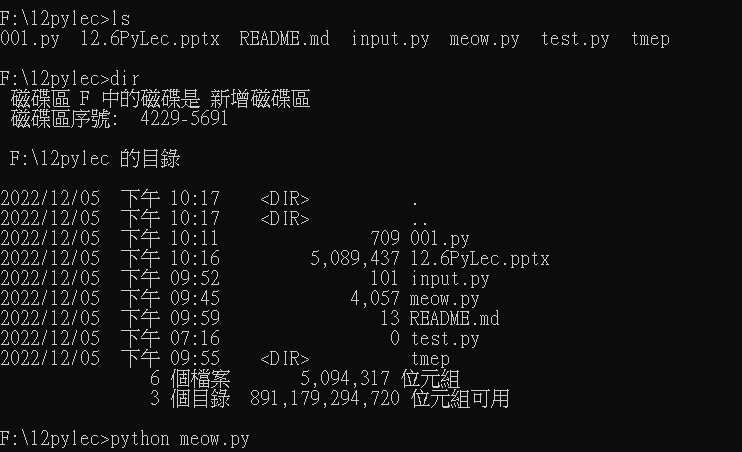 F:\12pylec>ls
001.py  12.6PyLec.pptx  README.md  input.py  meow.py  test.py  tmep
F:\12pylec>dir
磁碟區 F 中的磁碟是 新增磁碟區
磁碟區序號:  4229-5691
F:\12pylec 的目錄
2022/12/05  下午 10:17    <DIR>          .
2022/12/05  下午 10:17    <DIR>          ..
2022/12/05  下午 10:11               709 001.py
2022/12/05  下午 10:16         5,089,437 12.6PyLec.pptx
2022/12/05  下午 09:52               101 input.py
2022/12/05  下午 09:45             4,057 meow.py
2022/12/05  下午 09:59                13 README.md
2022/12/05  下午 07:16                 0 test.py
2022/12/05  下午 09:55    <DIR>          tmep
6 個檔案       5,094,317 位元組
3 個目錄  891,179,294,720 位元組可用
F:\12pylec>python meow.py